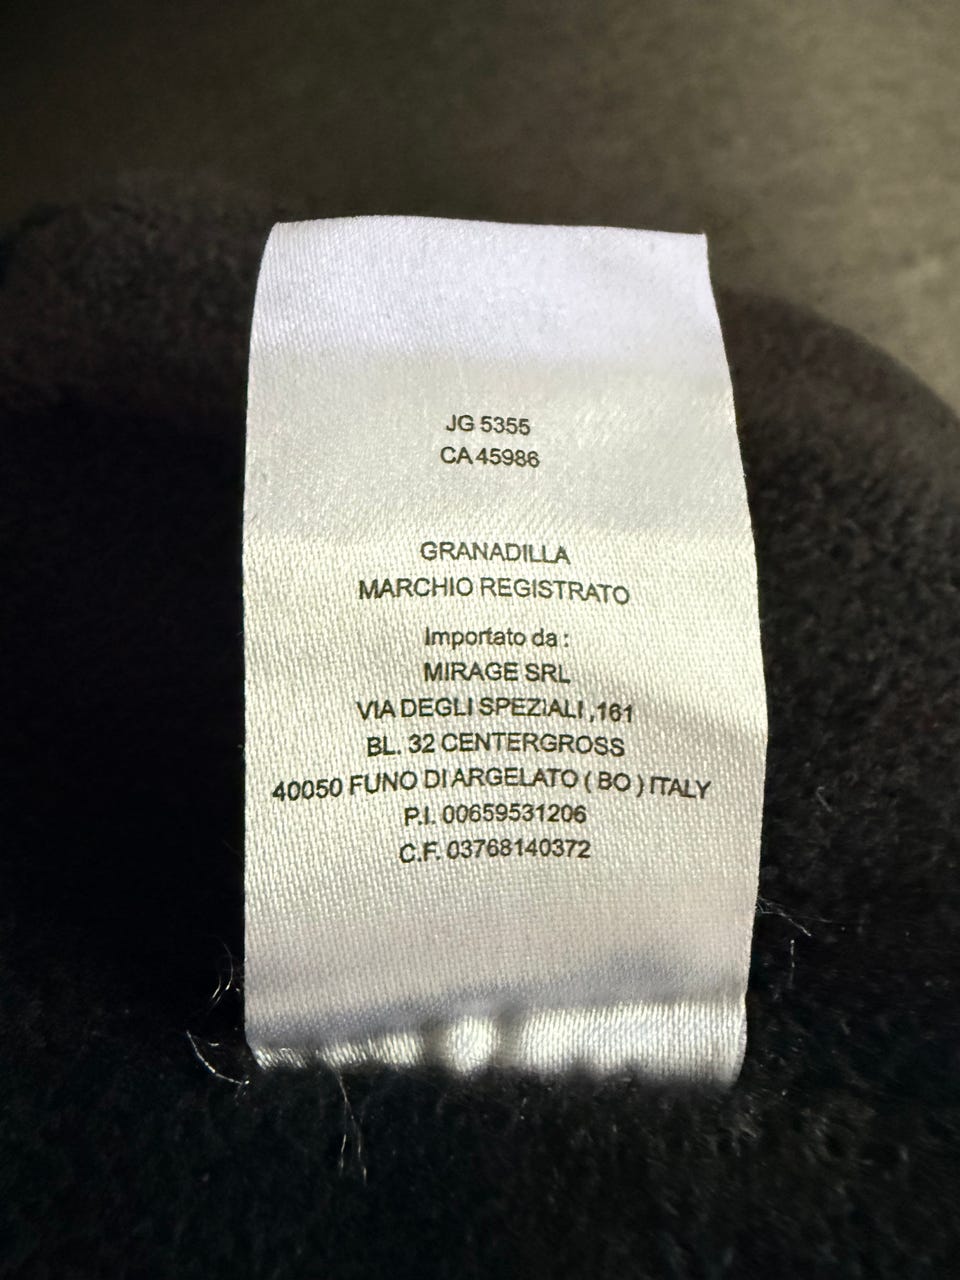 JG 5355
CA 45986
GRANADILLA
MARCHIO REGISTRATO
Importato da :
MIRAGE SRL
VIA DEGLI SPEZIALI ,161
BL. 32 CENTERGROSS
40050 FUNO DI ARGELATO ( BO ) ITALY
P.I. 00659531206
C.F. 03768140372